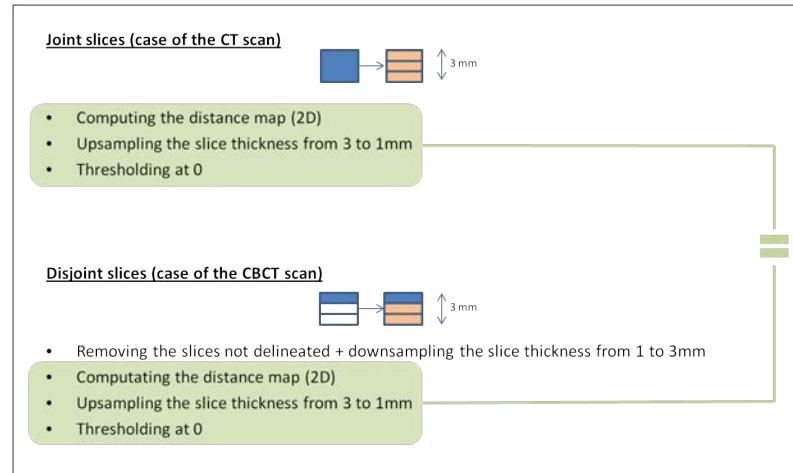 Joint slices (case of the CT scan)
3 mm
• Computing the distance map (2D)
• Upsampling the slice thickness from 3 to 1mm
• Thresholding at 0
Disjoint slices (case of the CBCT scan)
3 mm
• Removing the slices not delineated + downsampling the slice thickness from 1 to 3mm
• Computating the distance map (2D)
• Upsampling the slice thickness from 3 to 1mm
• Thresholding at 0